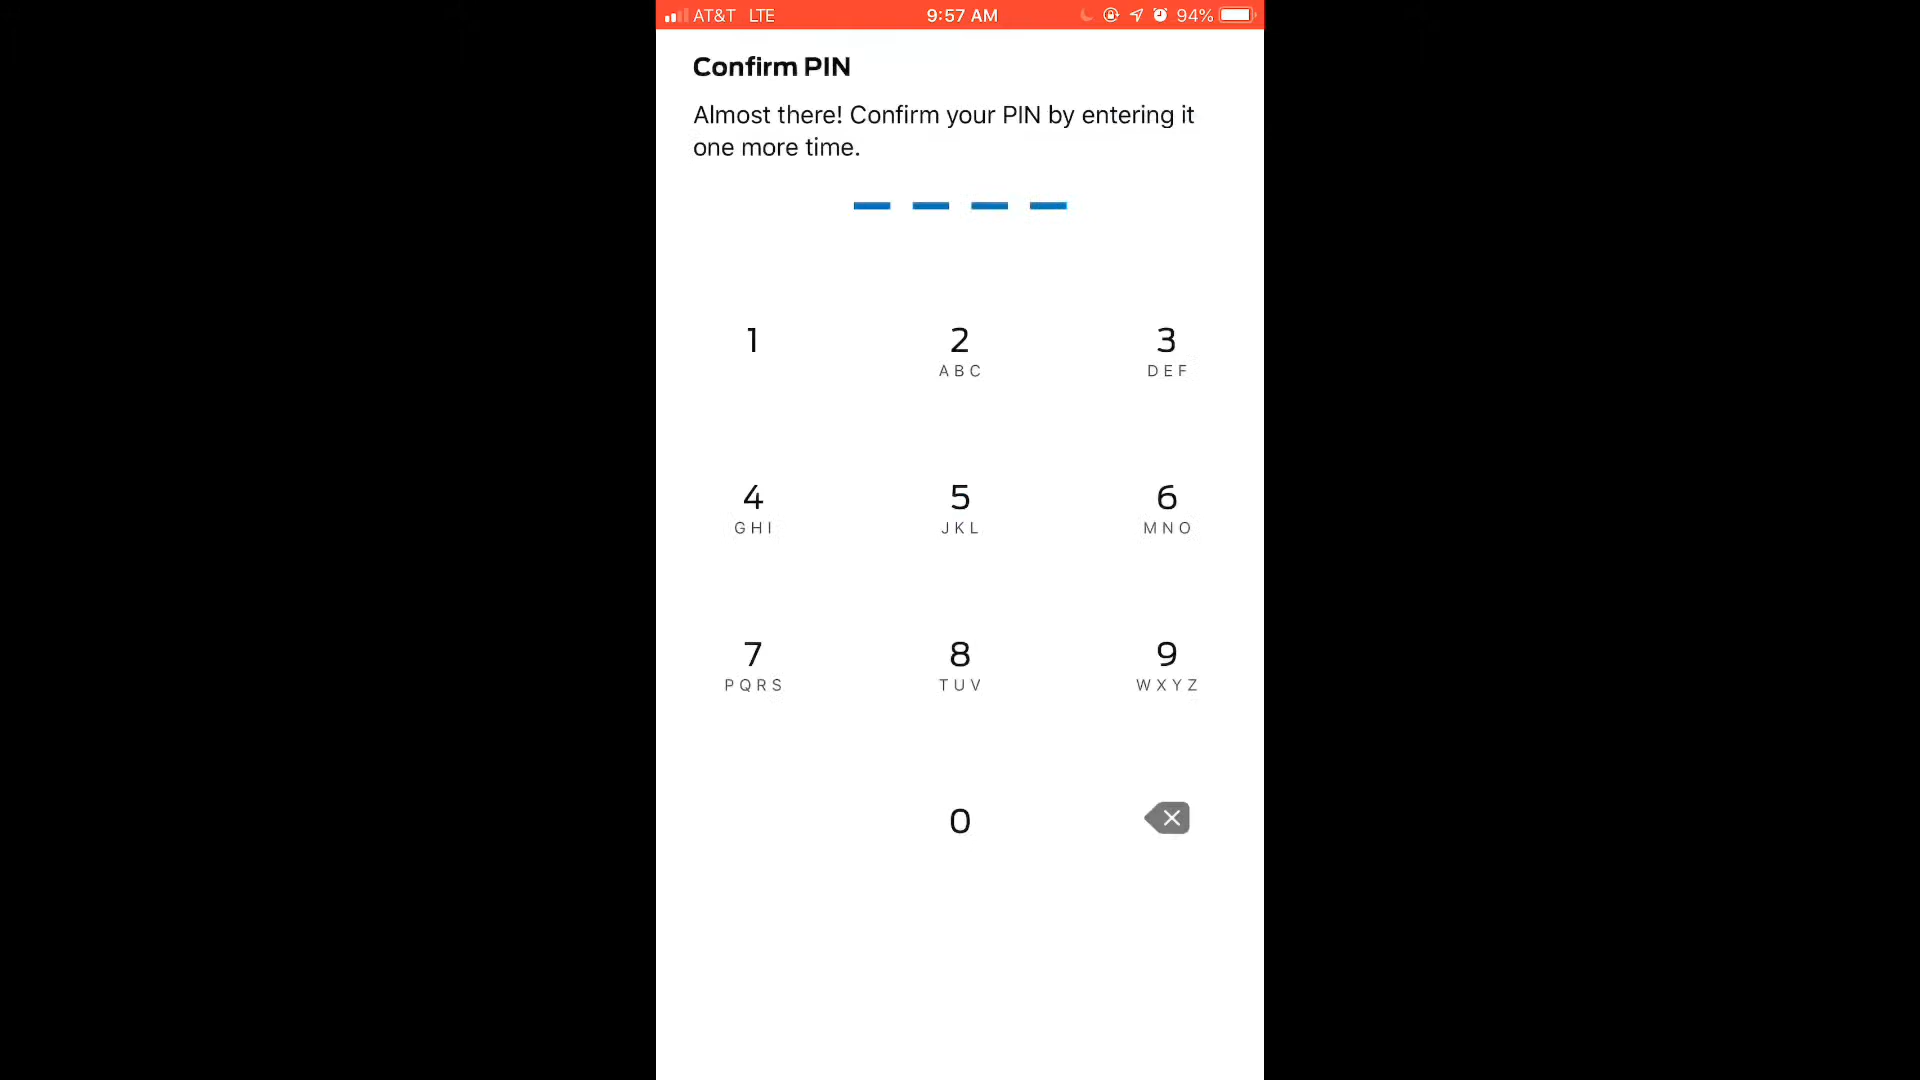 AT&T LTE 9:57 AM 94%
Confirm PIN
Almost there! Confirm your PIN by entering it
one more time.
1 2 3
ABC DEF
4 5 6
GHI JKL MNO
7 8 9
PQRS TUV WXYZ
0